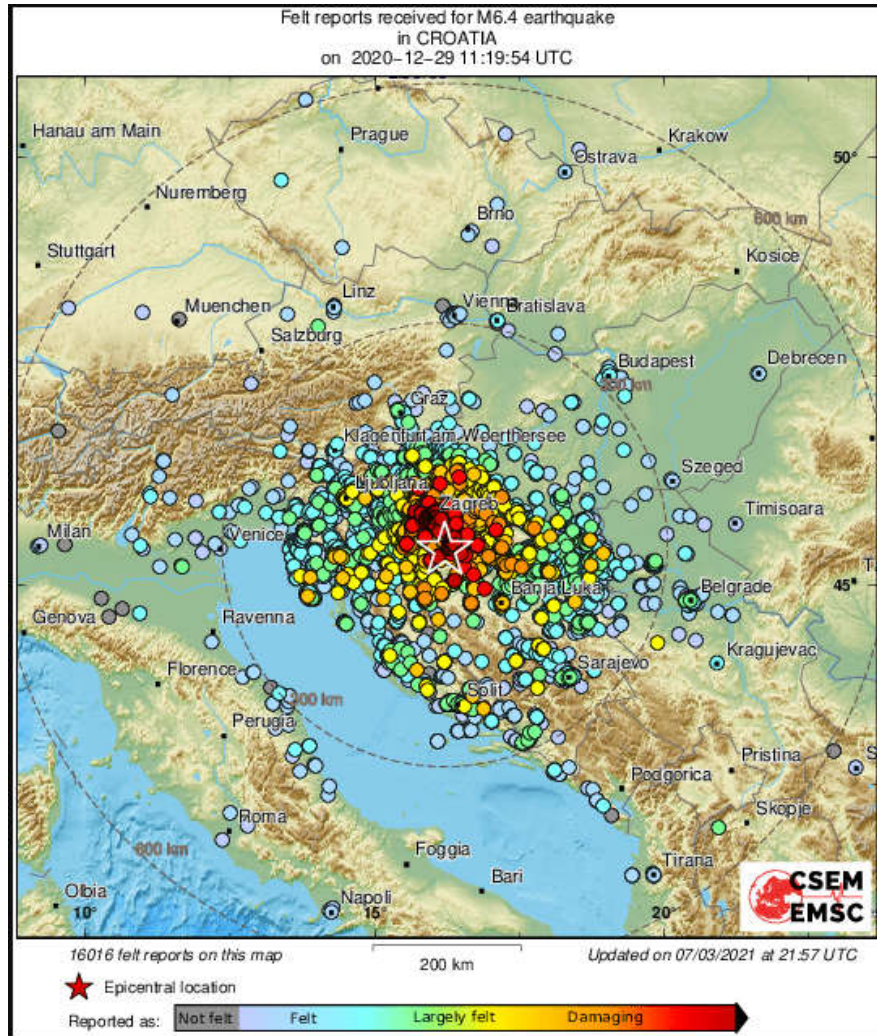 Felt reports received for M6.4 earthquake
in CROATIA
on 2020-12-29 11:19:54 UTC
Hanau am Main
Prague
Krakow
Ostrava
50°
Nuremberg
600 km
Brno
Stuttgart
Kosice
Linz
Vienna
Muenchen
Bratislava
Salzburg
Budapest
Debrecen
Graz
Klagenfurt am Woerthersee
Szeged
Ljubljana
Zagreb
Timisoara
Milan
Venice
45°
Banja Luka
Belgrade
Genova
Ravenna
Kragujevac
Florence
Sarajevo
300 km
Split
Perugia
Pristina
Podgorica
Skopje
Roma
600 km
Foggia
Tirana
Bari
Olbia
Napoli
10°
15°
20°
CSEM
EMSC
16016 felt reports on this map
Updated on 07/03/2021 at 21:57 UTC
200 km
Epicentral location
Reported as:
Not felt
Felt
Largely felt
Damaging